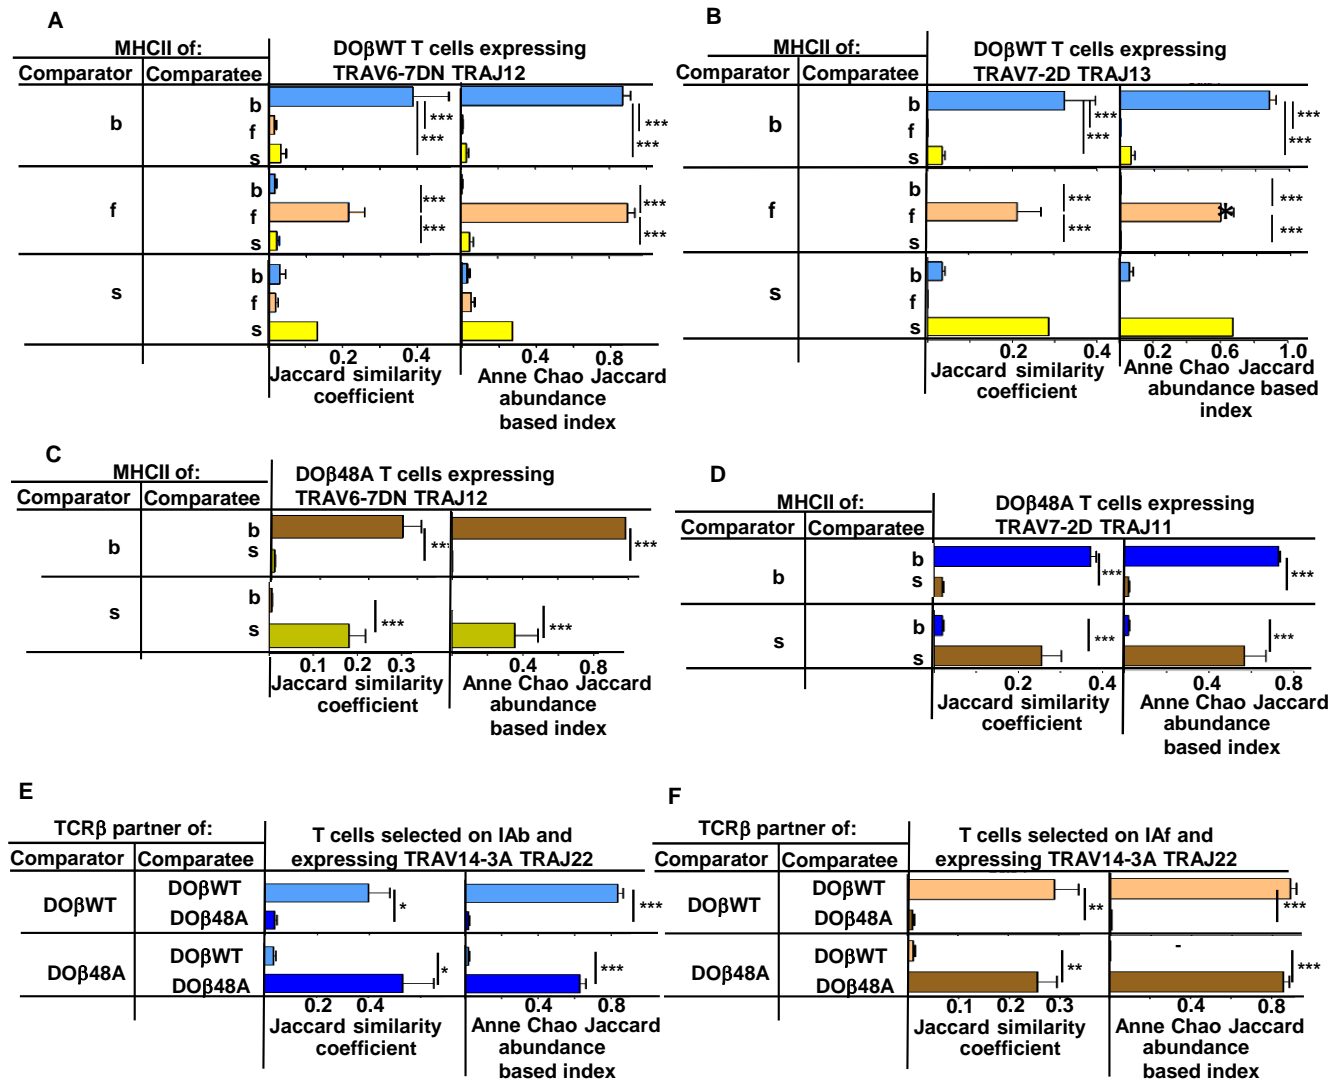 A
MHCII of:
DOβWT T cells expressing
Comparator Comparatee TRAV6-7DN TRAJ12
b
b
f
s
***
***
***
***
f
b
f
s
***
***
***
***
s
b
f
s
0.2 0.4 0.4 0.8
Jaccard similarity coefficient
Anne Chao Jaccard
abundance
based index
B
MHCII of:
DOβWT T cells expressing
Comparator Comparatee TRAV7-2D TRAJ13
b
b
f
s
***
***
***
***
f
b
f
s
***
***
*
***
***
s
b
f
s
0.2 0.4 0.2 0.6 1.0
Jaccard similarity
coefficient
Anne Chao Jaccard
abundance based
index
C
MHCII of:
DOβ48A T cells expressing
Comparator Comparatee TRAV6-7DN TRAJ12
b
b
s
***
***
s
b
s
***
***
0.1 0.2 0.3 0.4 0.8
Jaccard similarity
coefficient
Anne Chao Jaccard
abundance
based index
D
MHCII of:
DOβ48A T cells expressing
Comparator Comparatee TRAV7-2D TRAJ11
b
b
s
***
***
s
b
s
***
***
0.2 0.4 0.4 0.8
Jaccard similarity
coefficient
Anne Chao Jaccard
abundance
based index
E
TCRβ partner of:
T cells selected on IAb and
Comparator Comparatee expressing TRAV14-3A TRAJ22
DOβWT
DOβWT
DOβ48A
*
***
DOβ48A
DOβWT
DOβ48A
*
***
0.2 0.4 0.4 0.8
Jaccard similarity
coefficient
Anne Chao Jaccard
abundance
based index
F
TCRβ partner of:
T cells selected on IAf and
Comparator Comparatee expressing TRAV14-3A TRAJ22
DOβWT
DOβWT
DOβ48A
**
***
DOβ48A
DOβWT
DOβ48A
**
-
***
0.1 0.2 0.3 0.4 0.8
Jaccard similarity
coefficient
Anne Chao Jaccard
abundance
based index